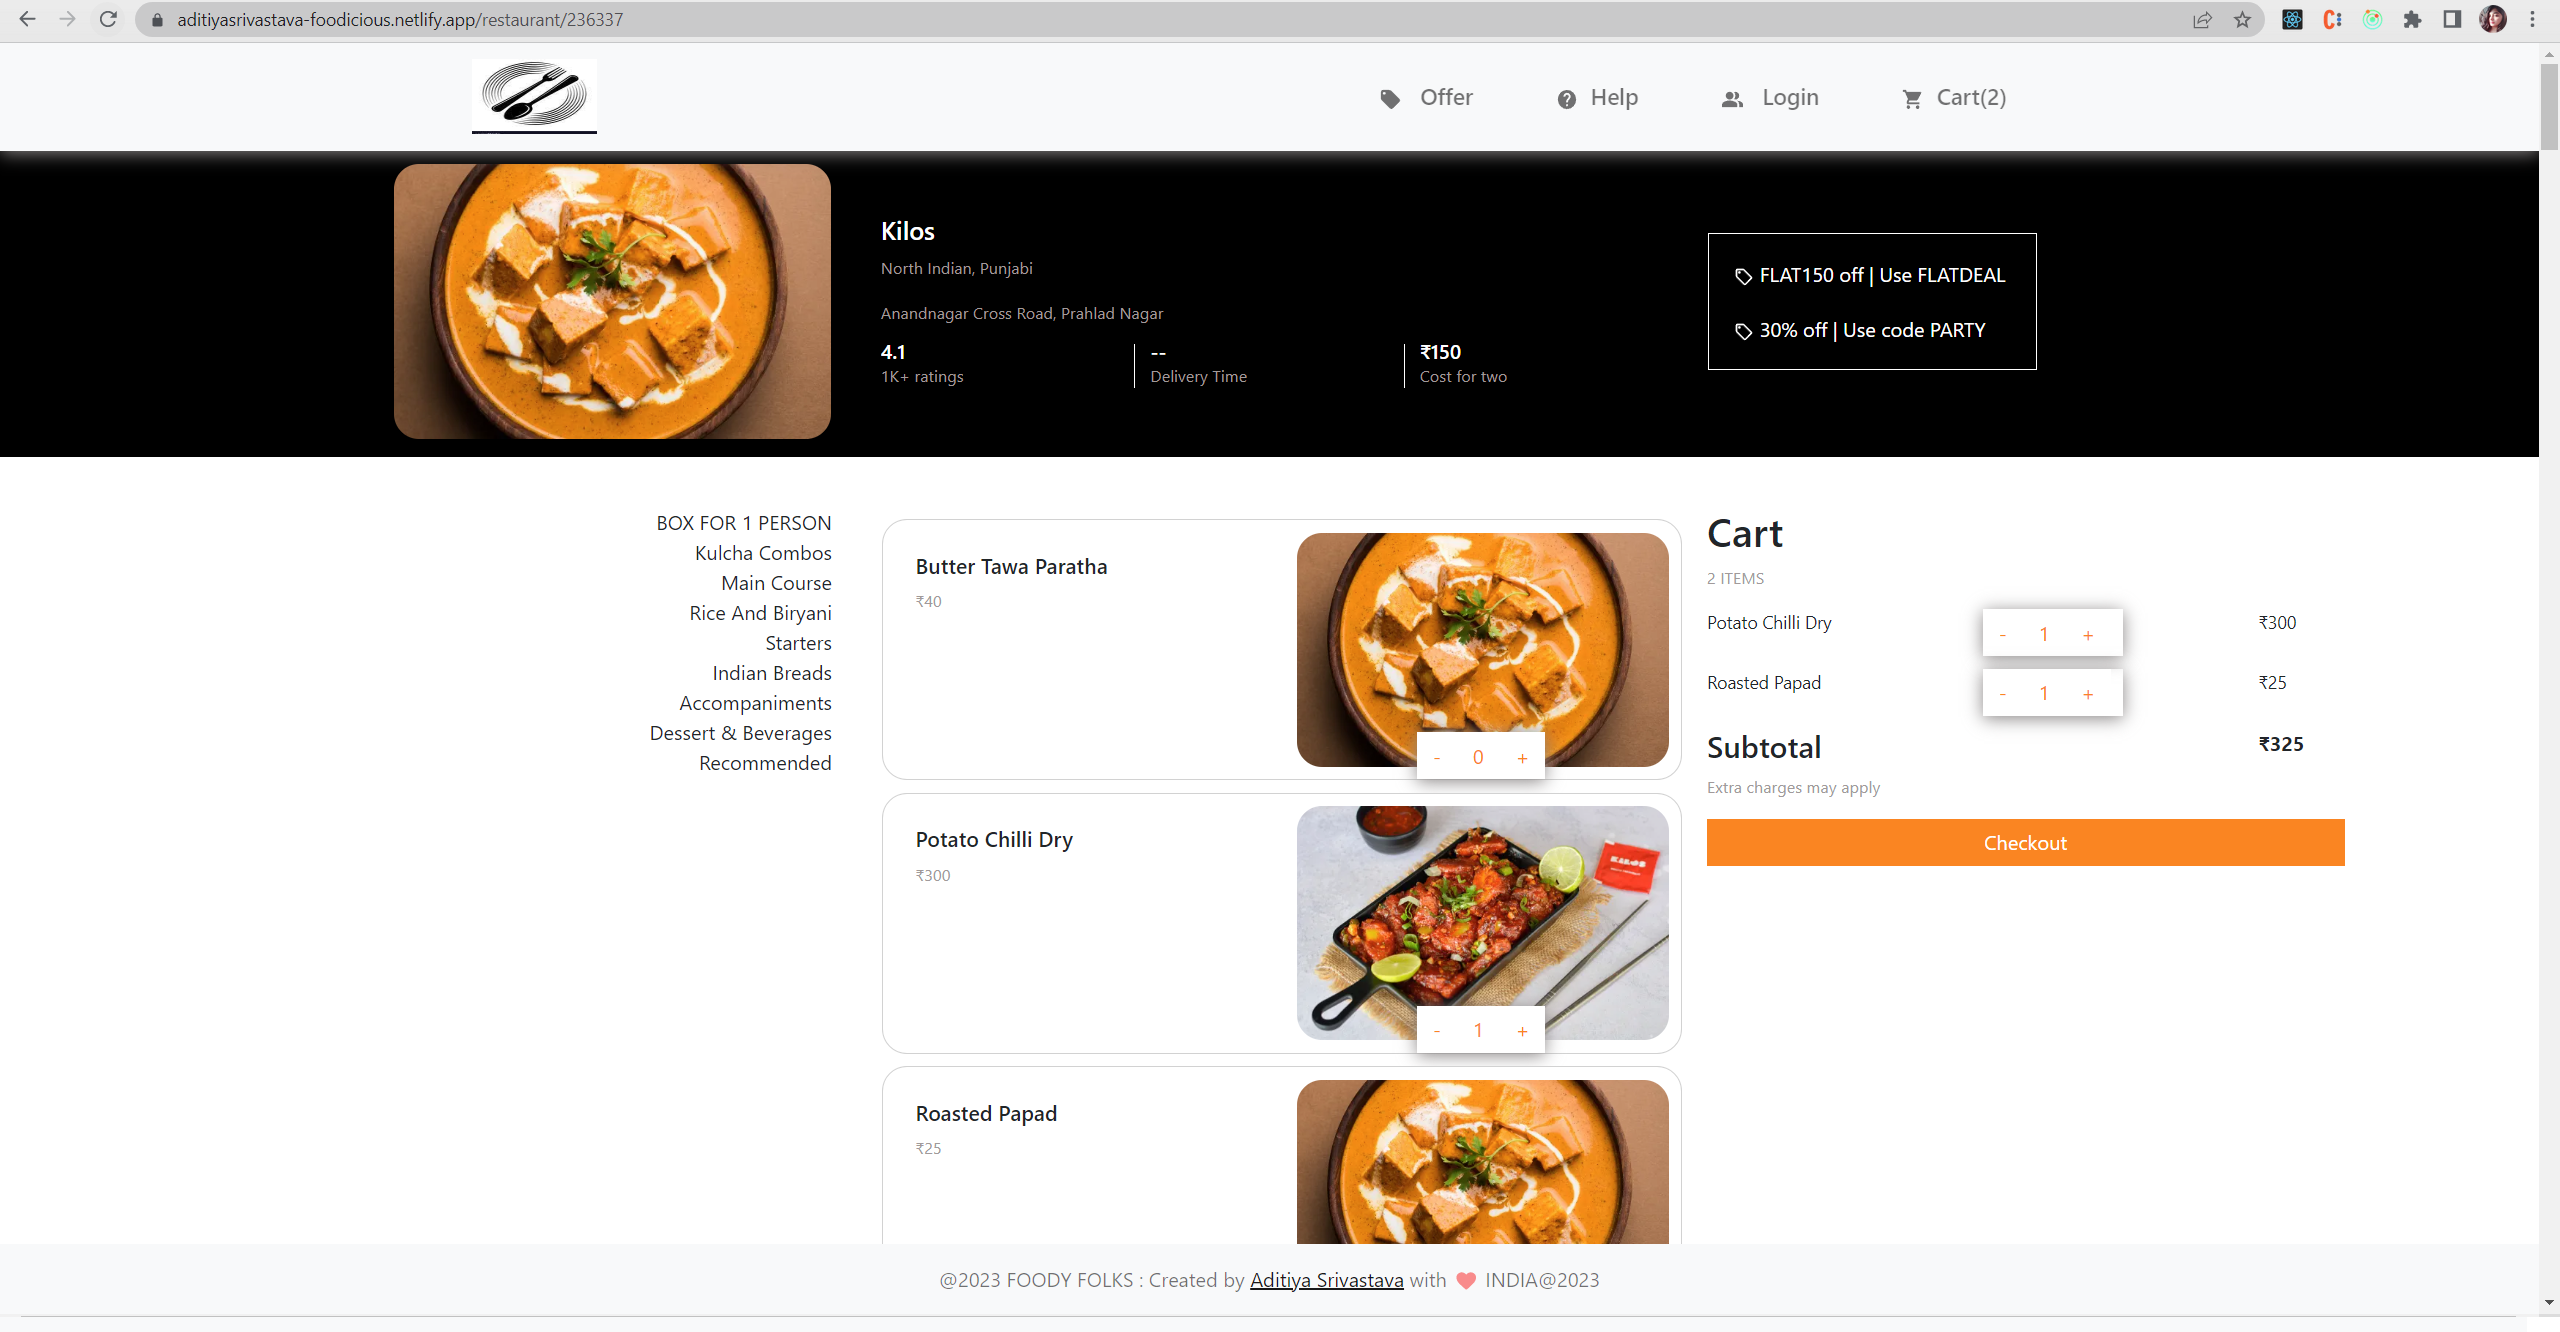 aditiyasrivastava-foodicious.netlify.app/restaurant/236337
Offer
Help
Login
Cart(2)
Kilos
North Indian, Punjabi
Anandnagar Cross Road, Prahlad Nagar
4.1
1K+ ratings
--
Delivery Time
₹150
Cost for two
FLAT150 off | Use FLATDEAL
30% off | Use code PARTY
BOX FOR 1 PERSON
Kulcha Combos
Main Course
Rice And Biryani
Starters
Indian Breads
Accompaniments
Dessert & Beverages
Recommended
Butter Tawa Paratha
₹40
- 0 +
Potato Chilli Dry
₹300
KILOS
- 1 +
Roasted Papad
₹25
Cart
2 ITEMS
Potato Chilli Dry - 1 + ₹300
Roasted Papad - 1 + ₹25
Subtotal ₹325
Extra charges may apply
Checkout
@2023 FOODY FOLKS : Created by Aditiya Srivastava with INDIA@2023